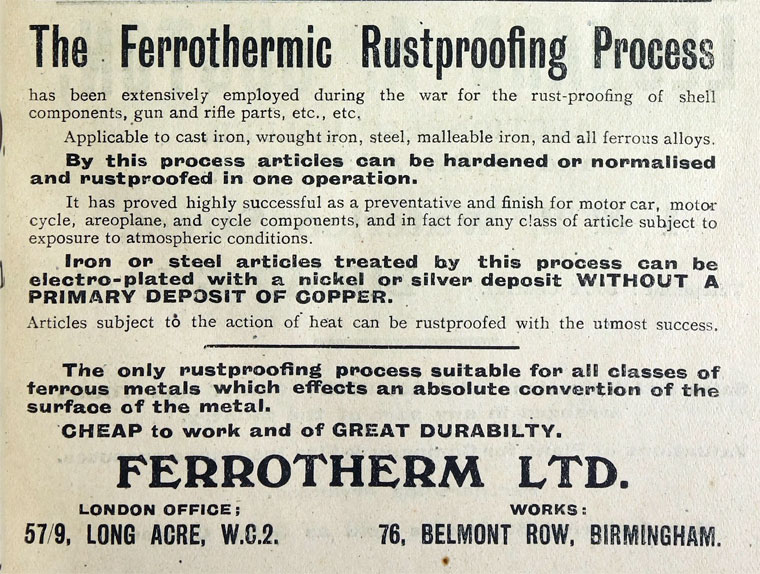 The Ferrothermic Rustproofing Process
has been extensively employed during the war for the rust-proofing of shell
components, gun and rifle parts, etc., etc.
Applicable to cast iron, wrought iron, steel, malleable iron, and all ferrous alloys.
By this process articles can be hardened or normalised
and rustproofed in one operation.
It has proved highly successful as a preventative and finish for motor car, motor
cycle, areoplane, and cycle components, and in fact for any class of article subject to
exposure to atmospheric conditions.
Iron or steel articles treated by this process can be
electro-plated with a nickel or silver deposit WITHOUT A
PRIMARY DEPOSIT OF COPPER.
Articles subject to the action of heat can be rustproofed with the utmost success.
The only rustproofing process suitable for all classes of
ferrous metals which effects an absolute convertion of the
surface of the metal.
CHEAP to work and of GREAT DURABILTY.
FERROTHERM LTD.
LONDON OFFICE; WORKS:
57/9, LONG ACRE, W.C.2. 76, BELMONT ROW, BIRMINGHAM.